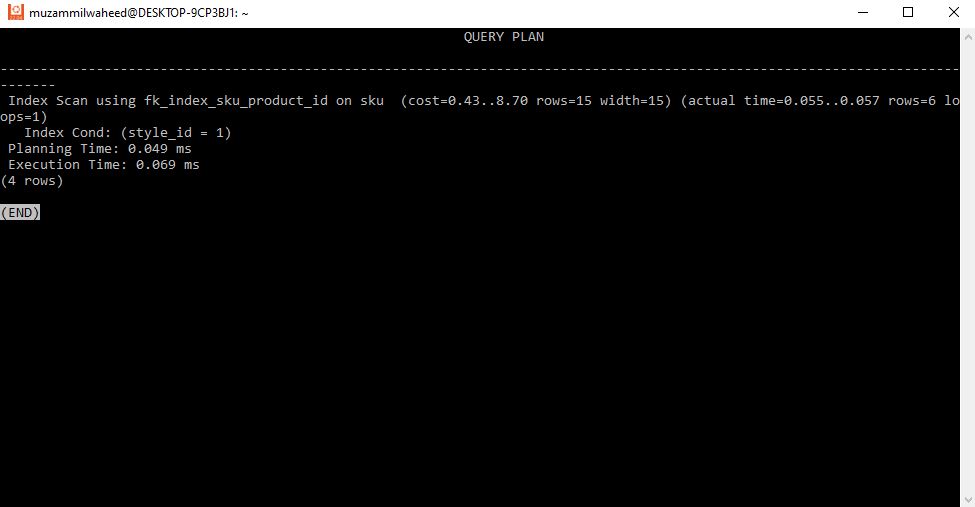 muzammilwaheed@DESKTOP-9CP3BJ1: ~
QUERY PLAN
------------------------------------------------------------------------------------------------------------------------
-------
Index Scan using fk_index_sku_product_id on sku  (cost=0.43..8.70 rows=15 width=15) (actual time=0.055..0.057 rows=6 lo
ops=1)
Index Cond: (style_id = 1)
Planning Time: 0.049 ms
Execution Time: 0.069 ms
(4 rows)
(END)